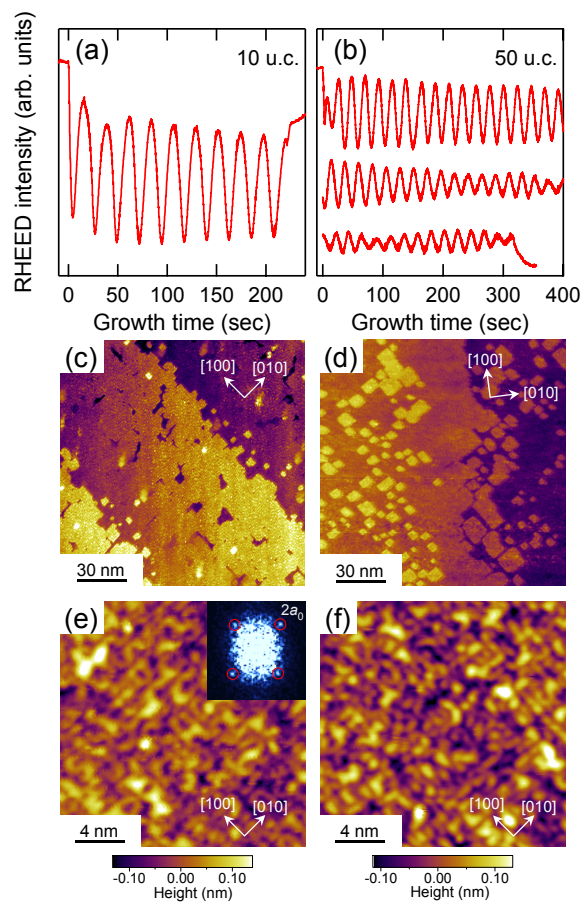 (a) 10 u.c.
(b) 50 u.c.
RHEED intensity (arb. units)
0 50 100 150 200
Growth time (sec)
0 100 200 300 400
Growth time (sec)
(c) [100] [010]
30 nm
(d) [100] [010]
30 nm
(e) 2a₀
[100] [010]
4 nm
(f)
[100] [010]
4 nm
-0.10 0.00 0.10
Height (nm)
-0.10 0.00 0.10
Height (nm)